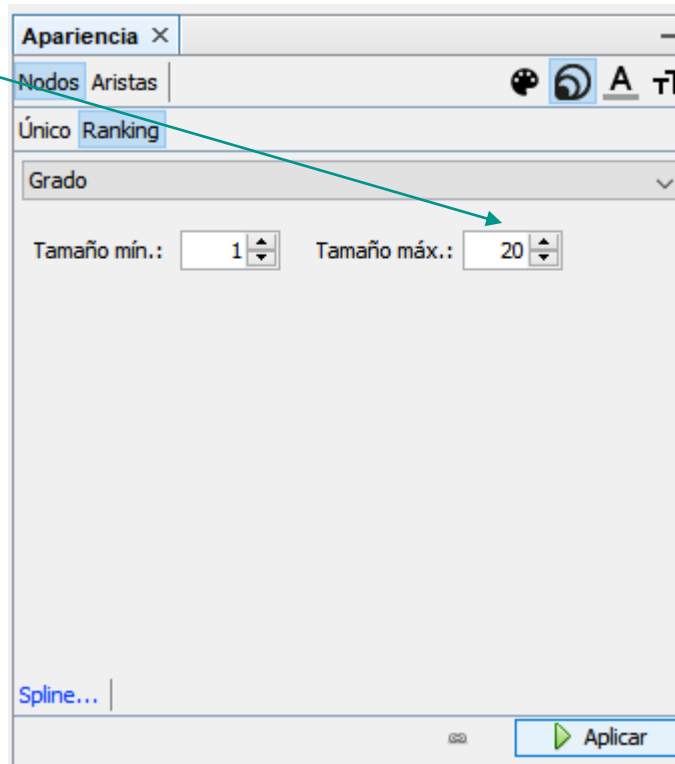 Apariencia
Nodos Aristas A
Único Ranking
Grado
Tamaño mín.: 1 Tamaño máx.: 20
Spline...
Aplicar